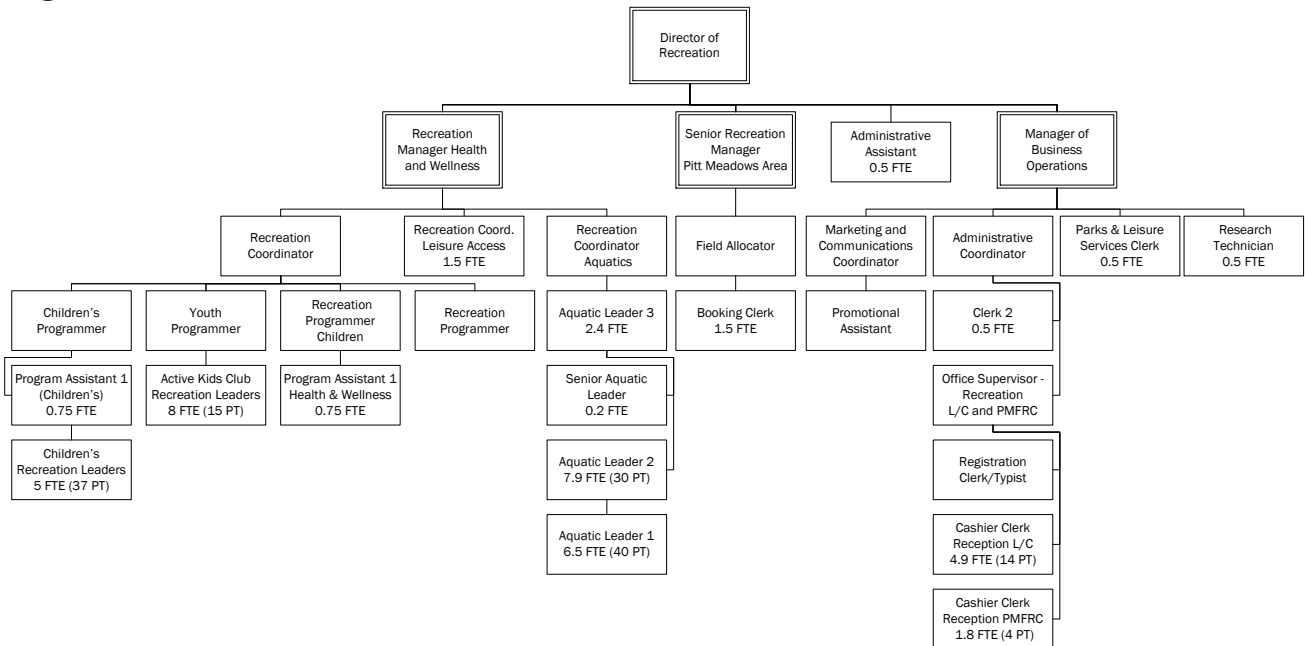 Director of
Recreation
Recreation
Manager Health
and Wellness
Senior Recreation
Manager
Pitt Meadows Area
Administrative
Assistant
0.5 FTE
Manager of
Business
Operations
Recreation
Coordinator
Recreation Coord.
Leisure Access
1.5 FTE
Recreation
Coordinator
Aquatics
Field Allocator
Marketing and
Communications
Coordinator
Administrative
Coordinator
Parks & Leisure
Services Clerk
0.5 FTE
Research
Technician
0.5 FTE
Children's
Programmer
Youth
Programmer
Recreation
Programmer
Children
Recreation
Programmer
Aquatic Leader 3
2.4 FTE
Booking Clerk
1.5 FTE
Promotional
Assistant
Clerk 2
0.5 FTE
Program Assistant 1
(Children's)
0.75 FTE
Active Kids Club
Recreation Leaders
8 FTE (15 PT)
Program Assistant 1
Health & Wellness
0.75 FTE
Senior Aquatic
Leader
0.2 FTE
Office Supervisor -
Recreation
L/C and PMFRC
Children's
Recreation Leaders
5 FTE (37 PT)
Aquatic Leader 2
7.9 FTE (30 PT)
Registration
Clerk/Typist
Aquatic Leader 1
6.5 FTE (40 PT)
Cashier Clerk
Reception L/C
4.9 FTE (14 PT)
Cashier Clerk
Reception PMFRC
1.8 FTE (4 PT)